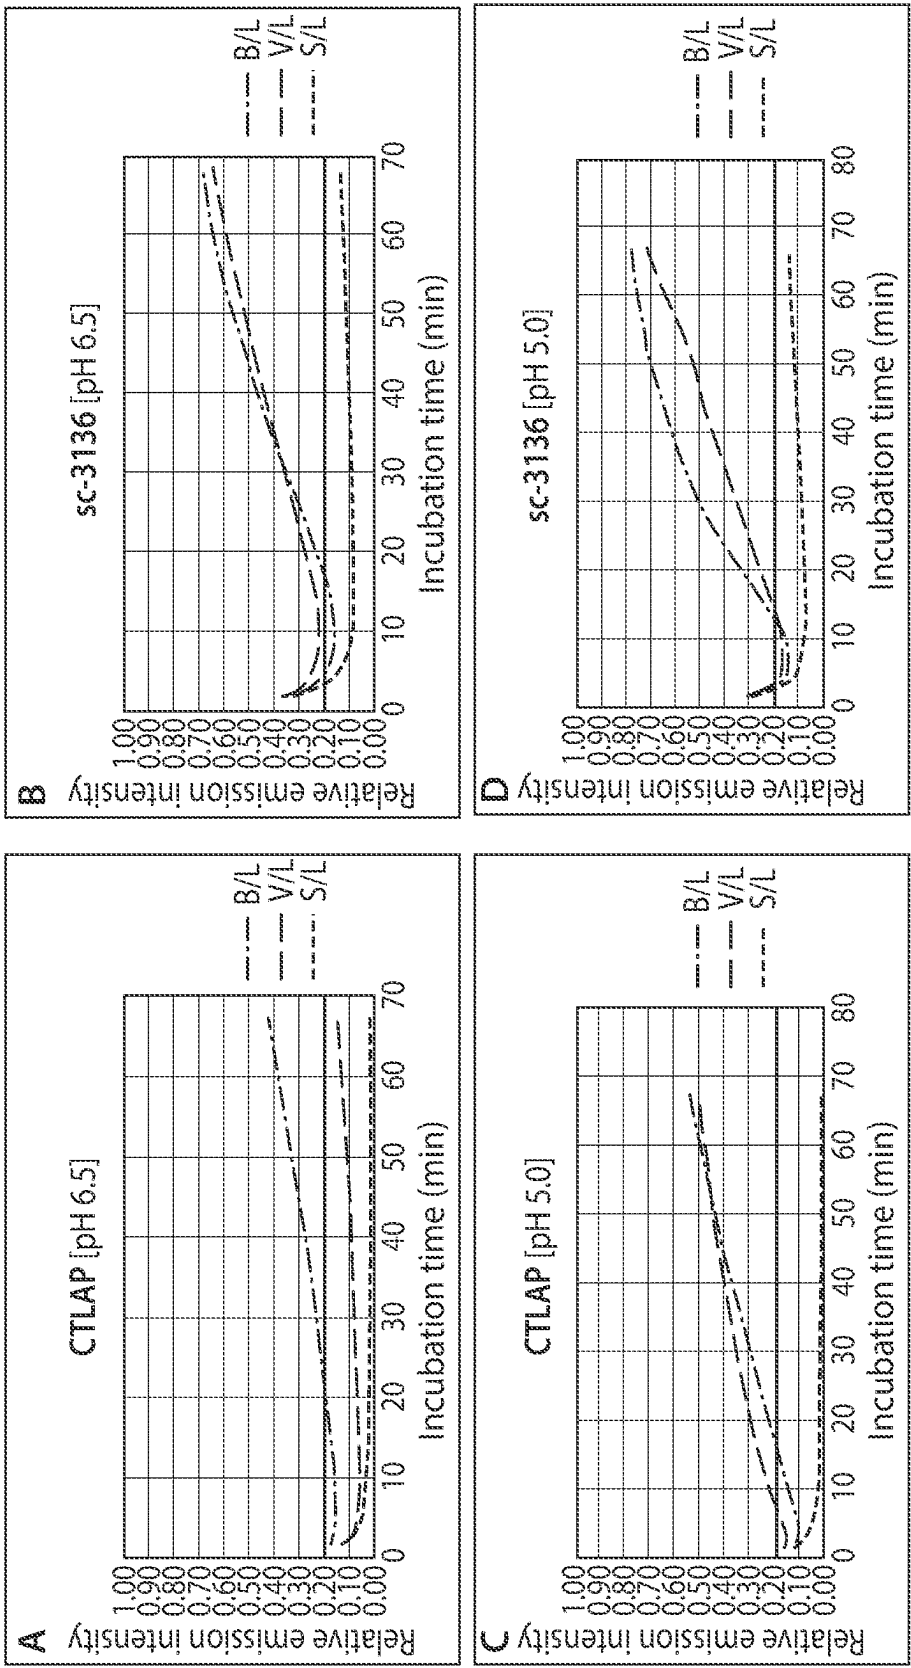 A
CTLAP [pH 6.5]
Relative emission intensity
1.00
0.90
0.80
0.70
0.60
0.50
0.40
0.30
0.20
0.10
0.00
0 10 20 30 40 50 60 70
Incubation time (min)
B/L
V/L
S/L
B
sc-3136 [pH 6.5]
Relative emission intensity
1.00
0.90
0.80
0.70
0.60
0.50
0.40
0.30
0.20
0.10
0.00
0 10 20 30 40 50 60 70
Incubation time (min)
B/L
V/L
S/L
C
CTLAP [pH 5.0]
Relative emission intensity
1.00
0.90
0.80
0.70
0.60
0.50
0.40
0.30
0.20
0.10
0.00
0 10 20 30 40 50 60 70 80
Incubation time (min)
B/L
V/L
S/L
D
sc-3136 [pH 5.0]
Relative emission intensity
1.00
0.90
0.80
0.70
0.60
0.50
0.40
0.30
0.20
0.10
0.00
0 10 20 30 40 50 60 70 80
Incubation time (min)
B/L
V/L
S/L